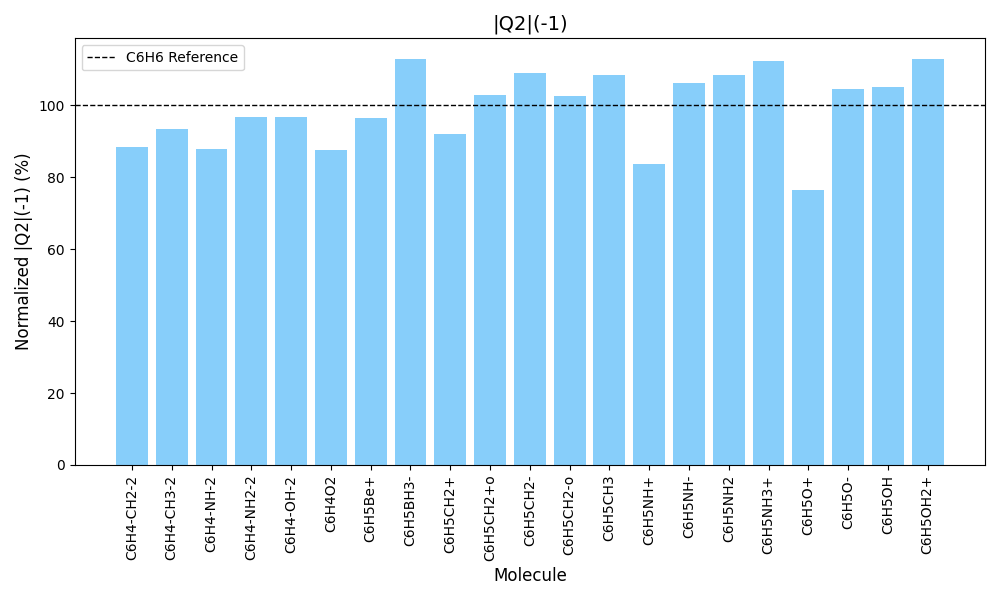 |Q2|(-1)
C6H6 Reference
Normalized |Q2|(-1) (%)
100
80
60
40
20
0
C6H4-CH2-2
C6H4-CH3-2
C6H4-NH-2
C6H4-NH2-2
C6H4-OH-2
C6H4O2
C6H5Be+
C6H5BH3-
C6H5CH2+
C6H5CH2+o
C6H5CH2-
C6H5CH2-o
C6H5CH3
C6H5NH+
C6H5NH-
C6H5NH2
C6H5NH3+
C6H5O+
C6H5O-
C6H5OH
C6H5OH2+
Molecule